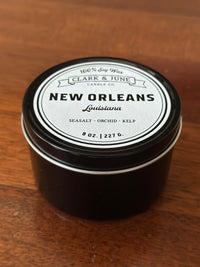 100% Soy Wax
CLARK & JUNE
CANDLE CO.
NEW ORLEANS
Louisiana
SEASALT • ORCHID • KELP
8 OZ. | 227 G.